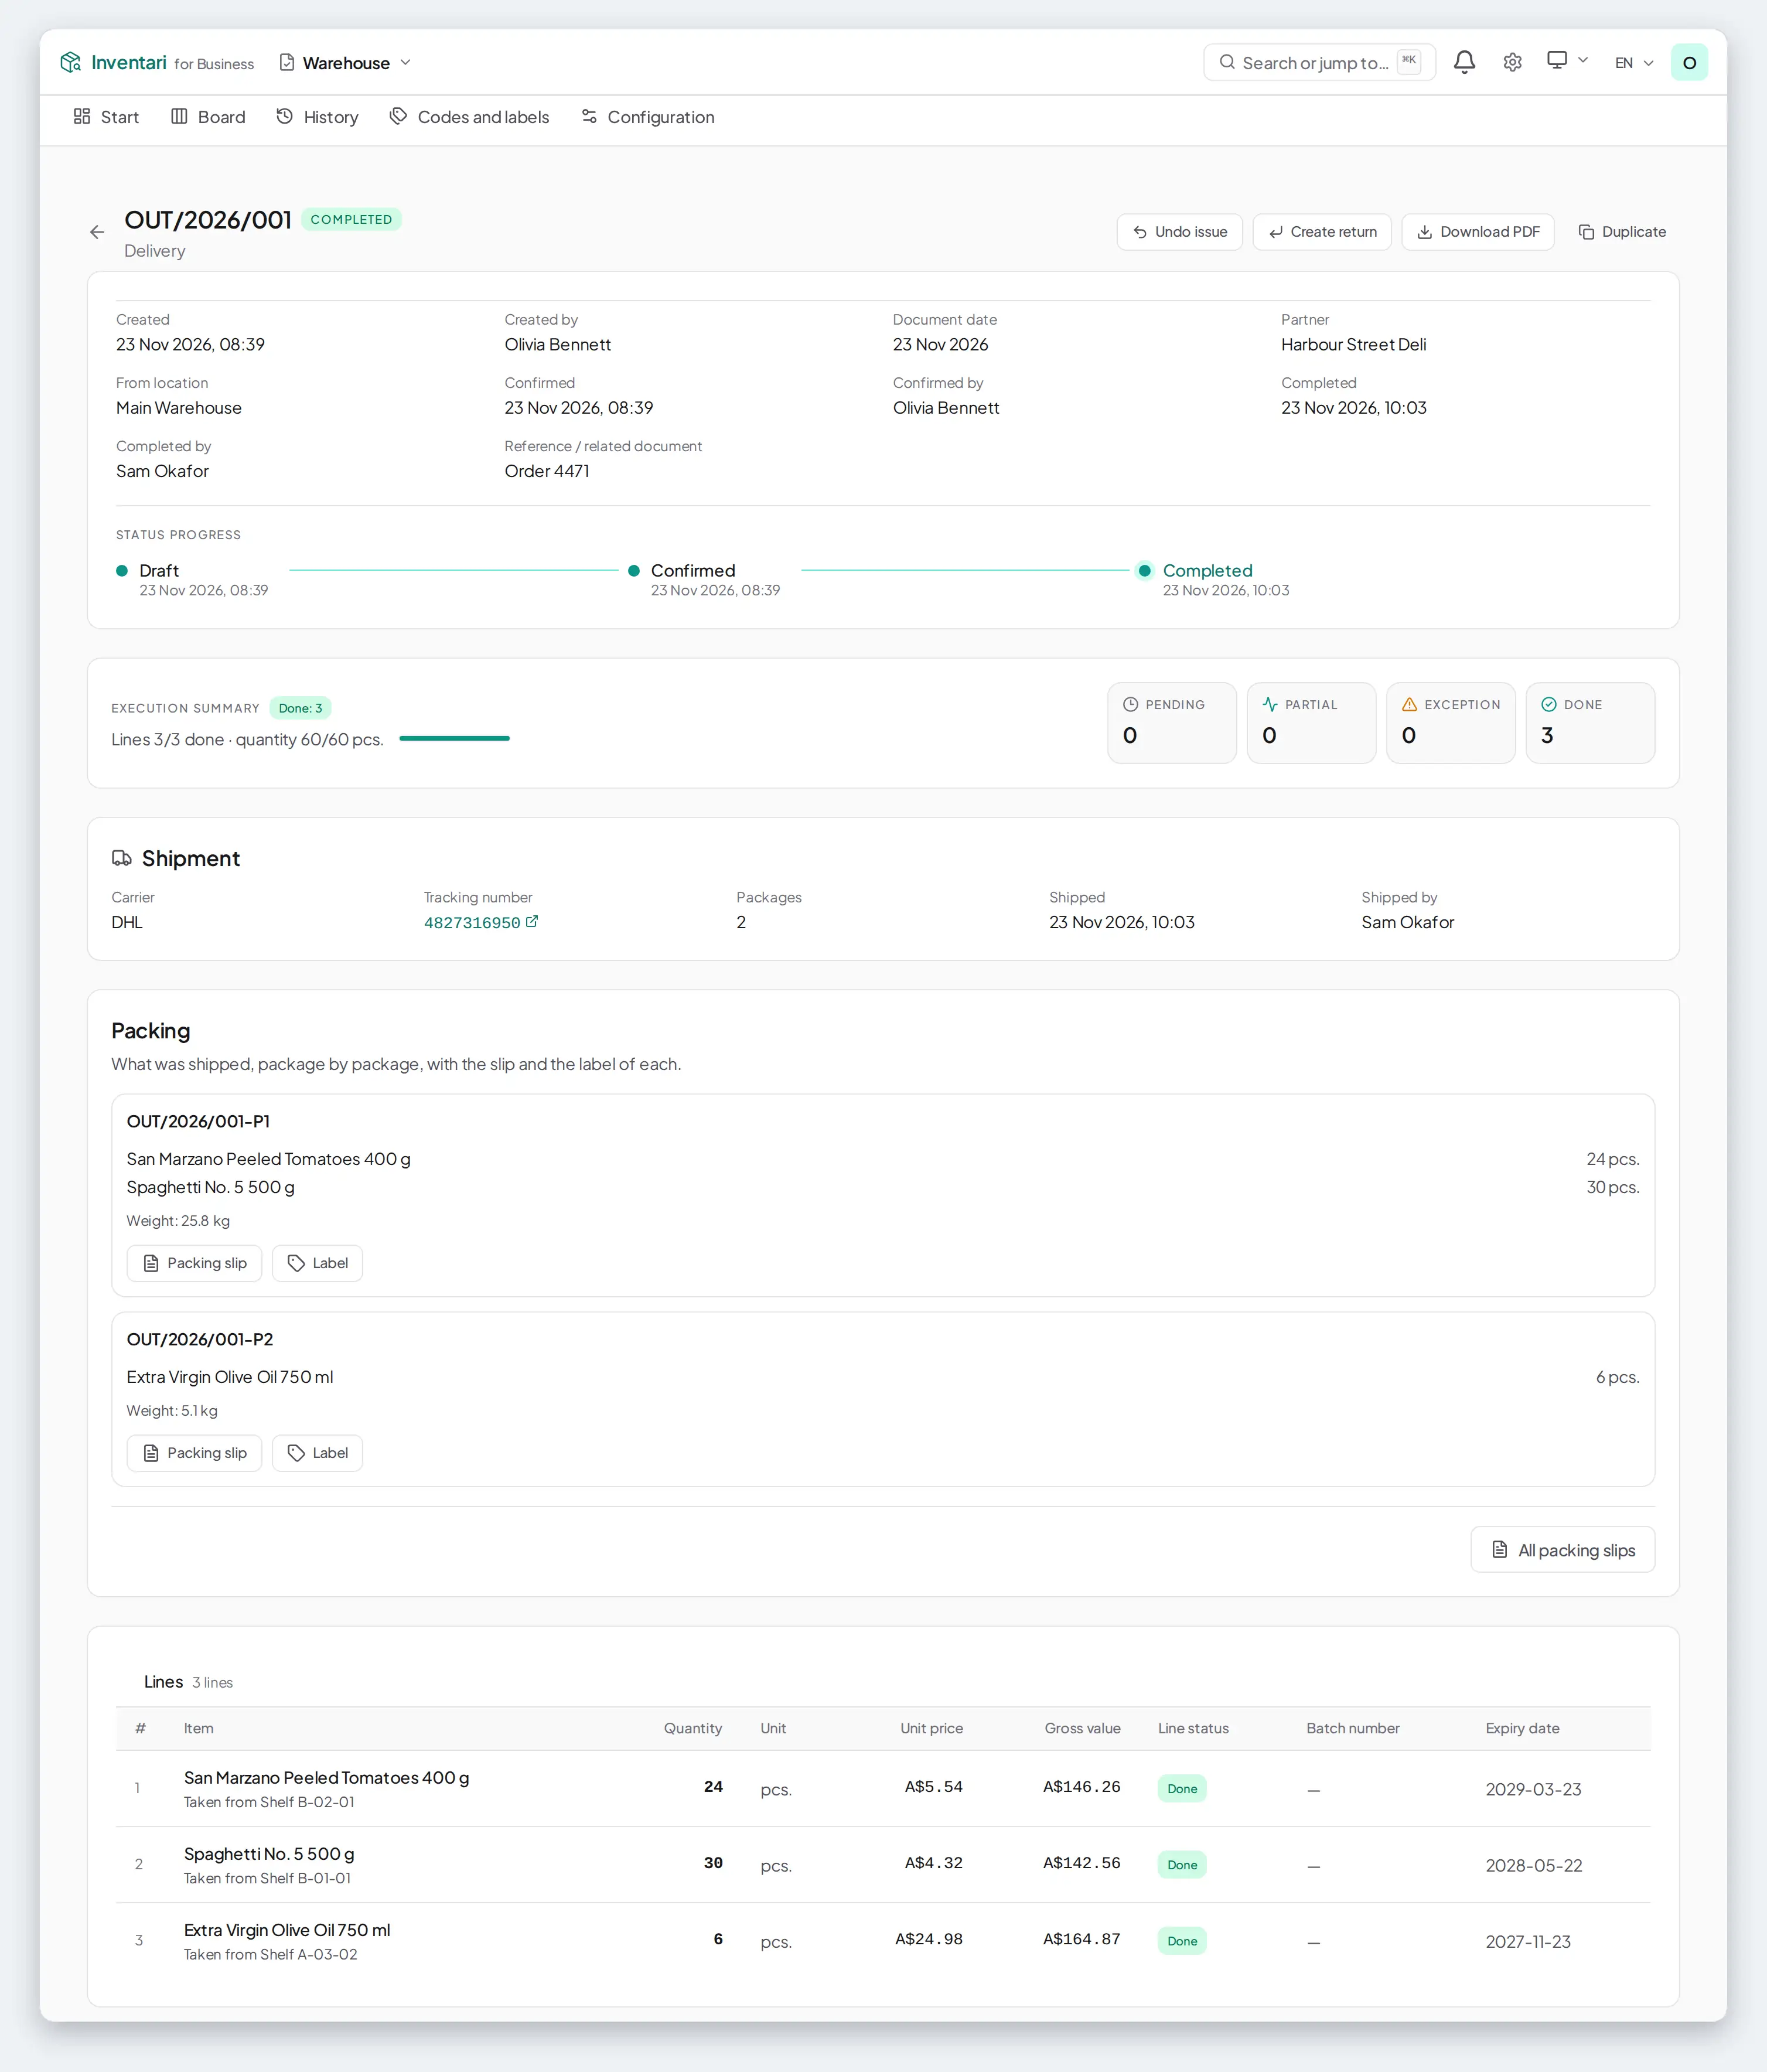 Inventari for Business Warehouse Search or jump to... ⌘K EN O
Start Board History Codes and labels Configuration
OUT/2026/001 COMPLETED
Delivery
Undo issue Create return Download PDF Duplicate
Created Created by Document date Partner
23 Nov 2026, 08:39 Olivia Bennett 23 Nov 2026 Harbour Street Deli
From location Confirmed Confirmed by Completed
Main Warehouse 23 Nov 2026, 08:39 Olivia Bennett 23 Nov 2026, 10:03
Completed by Reference / related document
Sam Okafor Order 4471
STATUS PROGRESS
Draft Confirmed Completed
23 Nov 2026, 08:39 23 Nov 2026, 08:39 23 Nov 2026, 10:03
EXECUTION SUMMARY Done: 3
Lines 3/3 done · quantity 60/60 pcs.
PENDING PARTIAL EXCEPTION DONE
0 0 0 3
Shipment
Carrier Tracking number Packages Shipped Shipped by
DHL 4827316950 2 23 Nov 2026, 10:03 Sam Okafor
Packing
What was shipped, package by package, with the slip and the label of each.
OUT/2026/001-P1
San Marzano Peeled Tomatoes 400 g 24 pcs.
Spaghetti No. 5 500 g 30 pcs.
Weight: 25.8 kg
Packing slip Label
OUT/2026/001-P2
Extra Virgin Olive Oil 750 ml 6 pcs.
Weight: 5.1 kg
Packing slip Label
All packing slips
Lines 3 lines
# Item Quantity Unit Unit price Gross value Line status Batch number Expiry date
1 San Marzano Peeled Tomatoes 400 g 24 pcs. A$5.54 A$146.26 Done — 2029-03-23
Taken from Shelf B-02-01
2 Spaghetti No. 5 500 g 30 pcs. A$4.32 A$142.56 Done — 2028-05-22
Taken from Shelf B-01-01
3 Extra Virgin Olive Oil 750 ml 6 pcs. A$24.98 A$164.87 Done — 2027-11-23
Taken from Shelf A-03-02